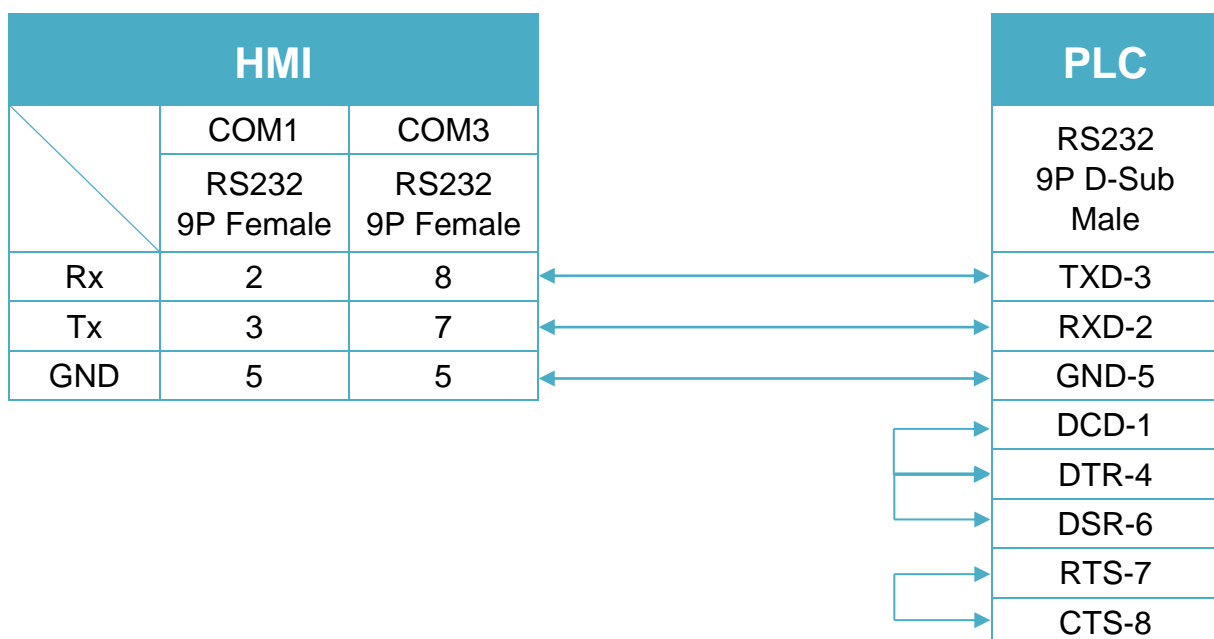 HMI
PLC
COM1 COM3
RS232
9P Female
RS232
9P Female
RS232
9P D-Sub
Male
Rx 2 8 TXD-3
Tx 3 7 RXD-2
GND 5 5 GND-5
DCD-1
DTR-4
DSR-6
RTS-7
CTS-8